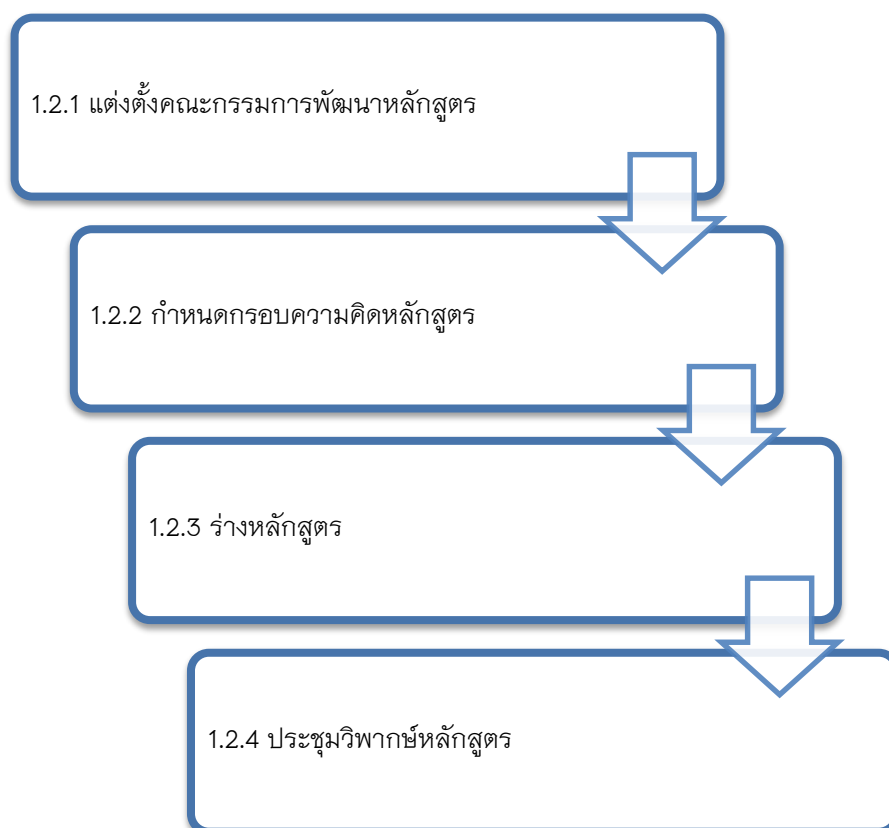 1.2.1 แต่งตั้งคณะกรรมการพัฒนาหลักสูตร
1.2.2 กำหนดกรอบความคิดหลักสูตร
1.2.3 ร่างหลักสูตร
1.2.4 ประชุมวิพากษ์หลักสูตร